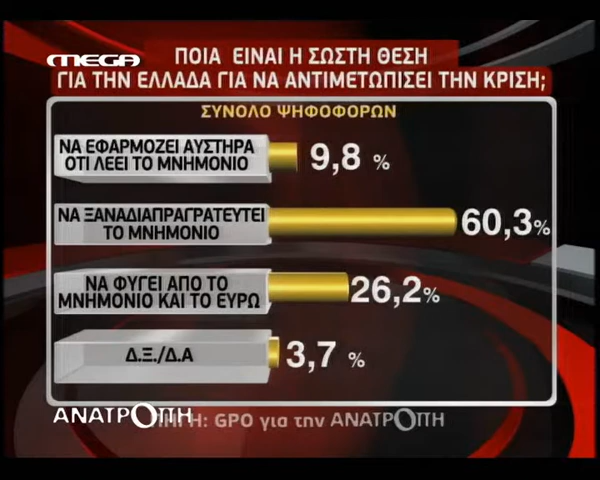 MEGA
ΠΟΙΑ ΕΙΝΑΙ Η ΣΩΣΤΗ ΘΕΣΗ
ΓΙΑ ΤΗΝ ΕΛΛΑΔΑ ΓΙΑ ΝΑ ΑΝΤΙΜΕΤΩΠΙΣΕΙ ΤΗΝ ΚΡΙΣΗ;
ΣΥΝΟΛΟ ΨΗΦΟΦΟΡΩΝ
ΝΑ ΕΦΑΡΜΟΖΕΙ ΑΥΣΤΗΡΑ
ΟΤΙ ΛΕΕΙ ΤΟ ΜΝΗΜΟΝΙΟ
9,8 %
ΝΑ ΞΑΝΑΔΙΑΠΡΑΓΡΑΤΕΥΤΕΙ
ΤΟ ΜΝΗΜΟΝΙΟ
60,3%
ΝΑ ΦΥΓΕΙ ΑΠΟ ΤΟ
ΜΝΗΜΟΝΙΟ ΚΑΙ ΤΟ ΕΥΡΩ
26,2%
Δ.Ξ./Δ.Α
3,7 %
ΑΝΑΤΡΟΠΗ
GPO για την ΑΝΑΤΡΟΠΗ